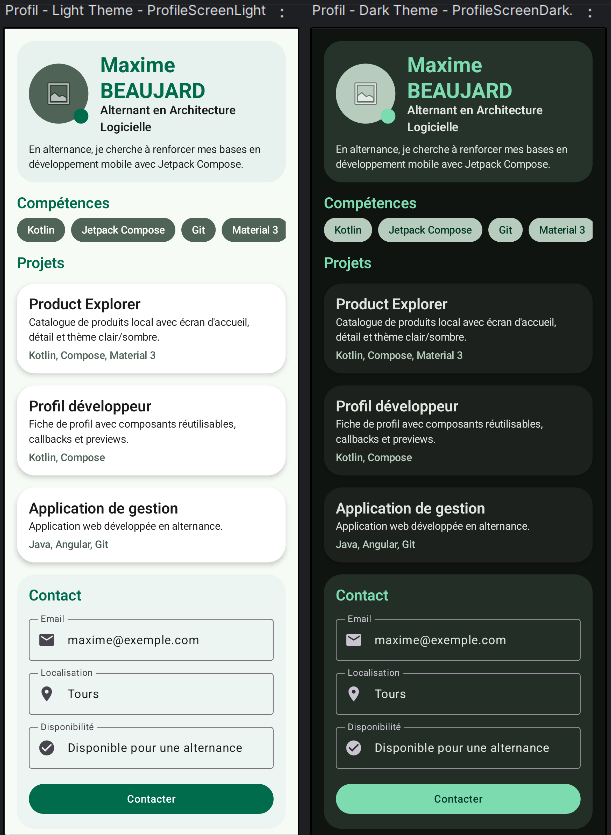 Profil - Light Theme - ProfileScreenLight
Maxime
BEAUJARD
Alternant en Architecture
Logicielle
En alternance, je cherche à renforcer mes bases en
développement mobile avec Jetpack Compose.
Compétences
Kotlin
Jetpack Compose
Git
Material 3
Projets
Product Explorer
Catalogue de produits local avec écran d'accueil,
détail et thème clair/sombre.
Kotlin, Compose, Material 3
Profil développeur
Fiche de profil avec composants réutilisables,
callbacks et previews.
Kotlin, Compose
Application de gestion
Application web développée en alternance.
Java, Angular, Git
Contact
Email
maxime@exemple.com
Localisation
Tours
Disponibilité
Disponible pour une alternance
Contacter
Profil - Dark Theme - ProfileScreenDark.
Maxime
BEAUJARD
Alternant en Architecture
Logicielle
En alternance, je cherche à renforcer mes bases en
développement mobile avec Jetpack Compose.
Compétences
Kotlin
Jetpack Compose
Git
Material 3
Projets
Product Explorer
Catalogue de produits local avec écran d'accueil,
détail et thème clair/sombre.
Kotlin, Compose, Material 3
Profil développeur
Fiche de profil avec composants réutilisables,
callbacks et previews.
Kotlin, Compose
Application de gestion
Application web développée en alternance.
Java, Angular, Git
Contact
Email
maxime@exemple.com
Localisation
Tours
Disponibilité
Disponible pour une alternance
Contacter